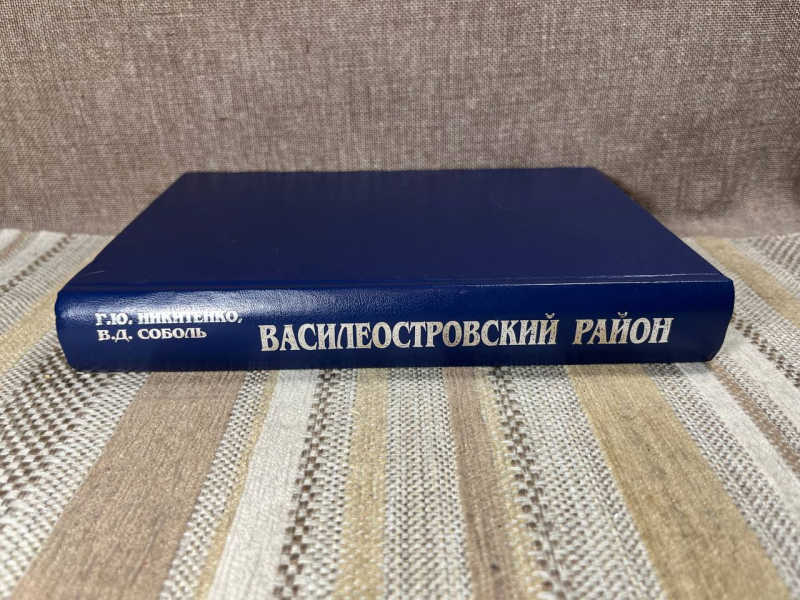 Г.Ю. НИКИТЕНКО,
В.Д. СОБОЛЬ
ВАСИЛЕОСТРОВСКИЙ РАЙОН